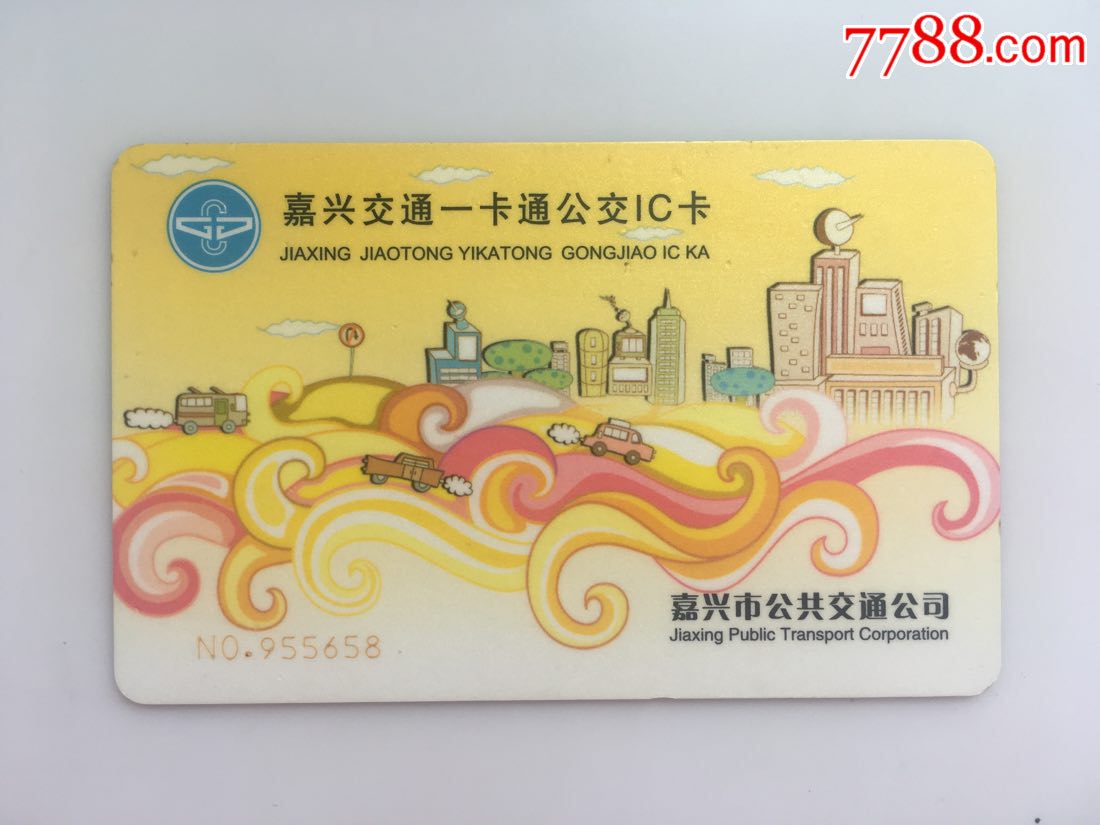 7788.com
嘉兴交通一卡通公交IC卡
JIAXING JIAOTONG YIKATONG GONGJIAO IC KA
嘉兴市公共交通公司
Jiaxing Public Transport Corporation
NO.955658